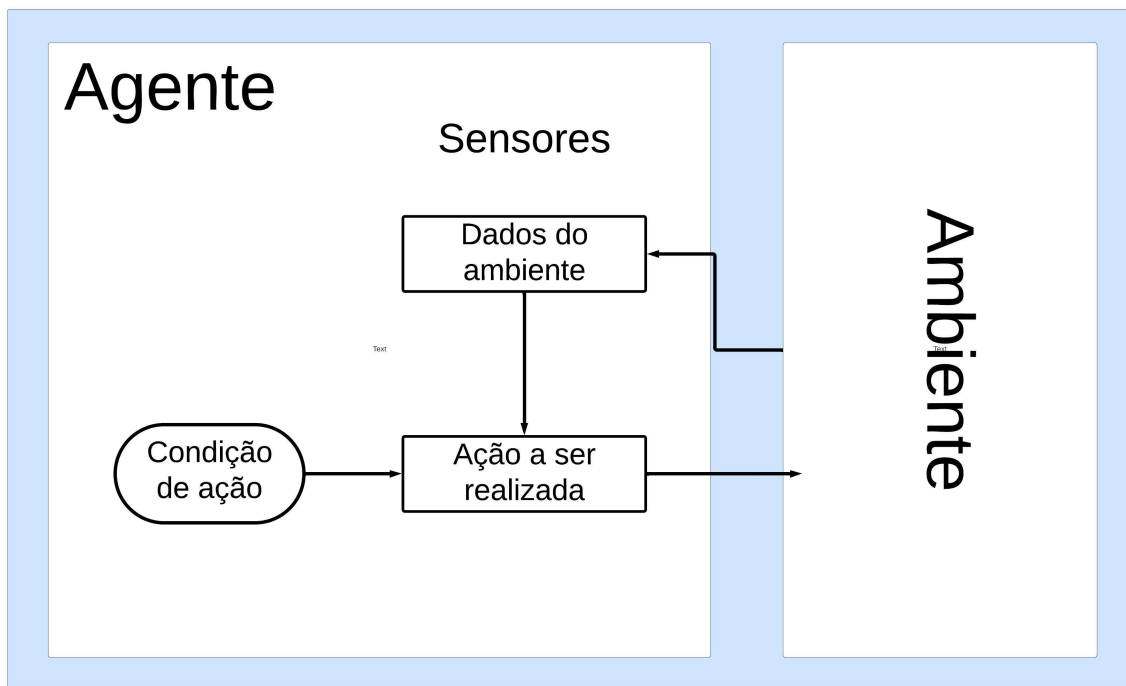 Agente
Sensores
Dados do
ambiente
Text
Condição
de ação
Ação a ser
realizada
Ambiente
Text